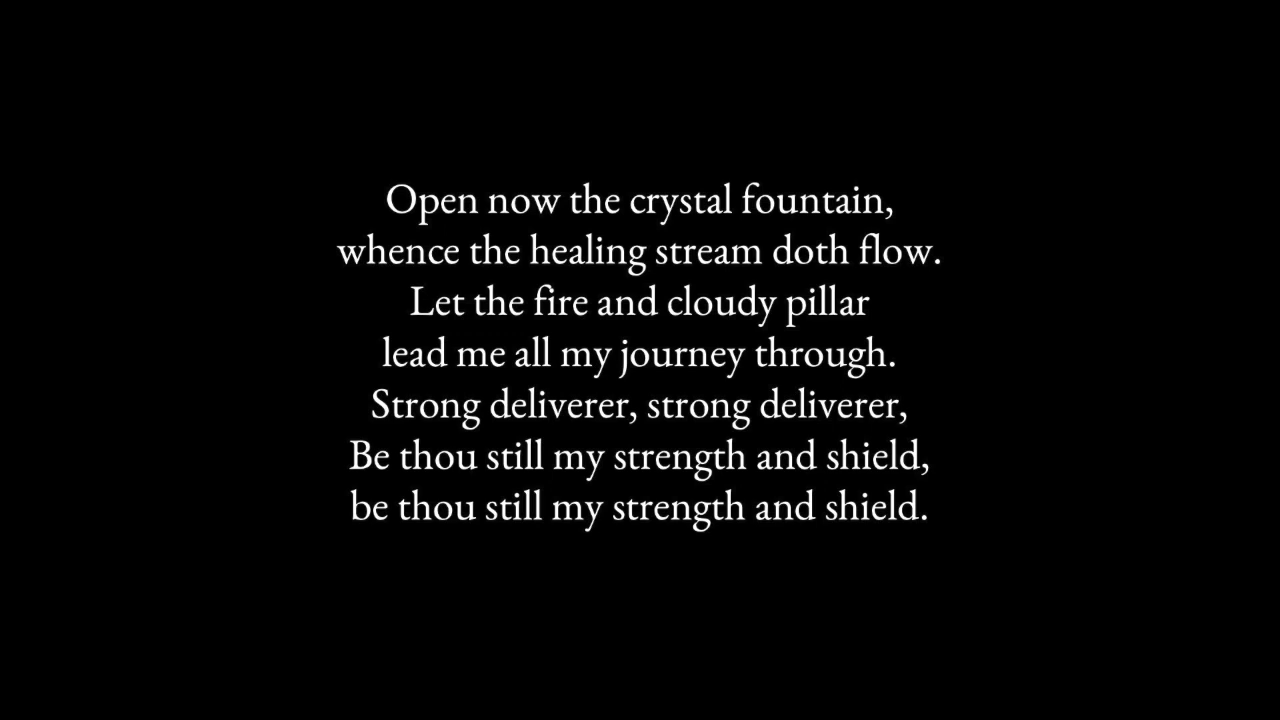 Open now the crystal fountain,
whence the healing stream doth flow.
Let the fire and cloudy pillar
lead me all my journey through.
Strong deliverer, strong deliverer,
Be thou still my strength and shield,
be thou still my strength and shield.